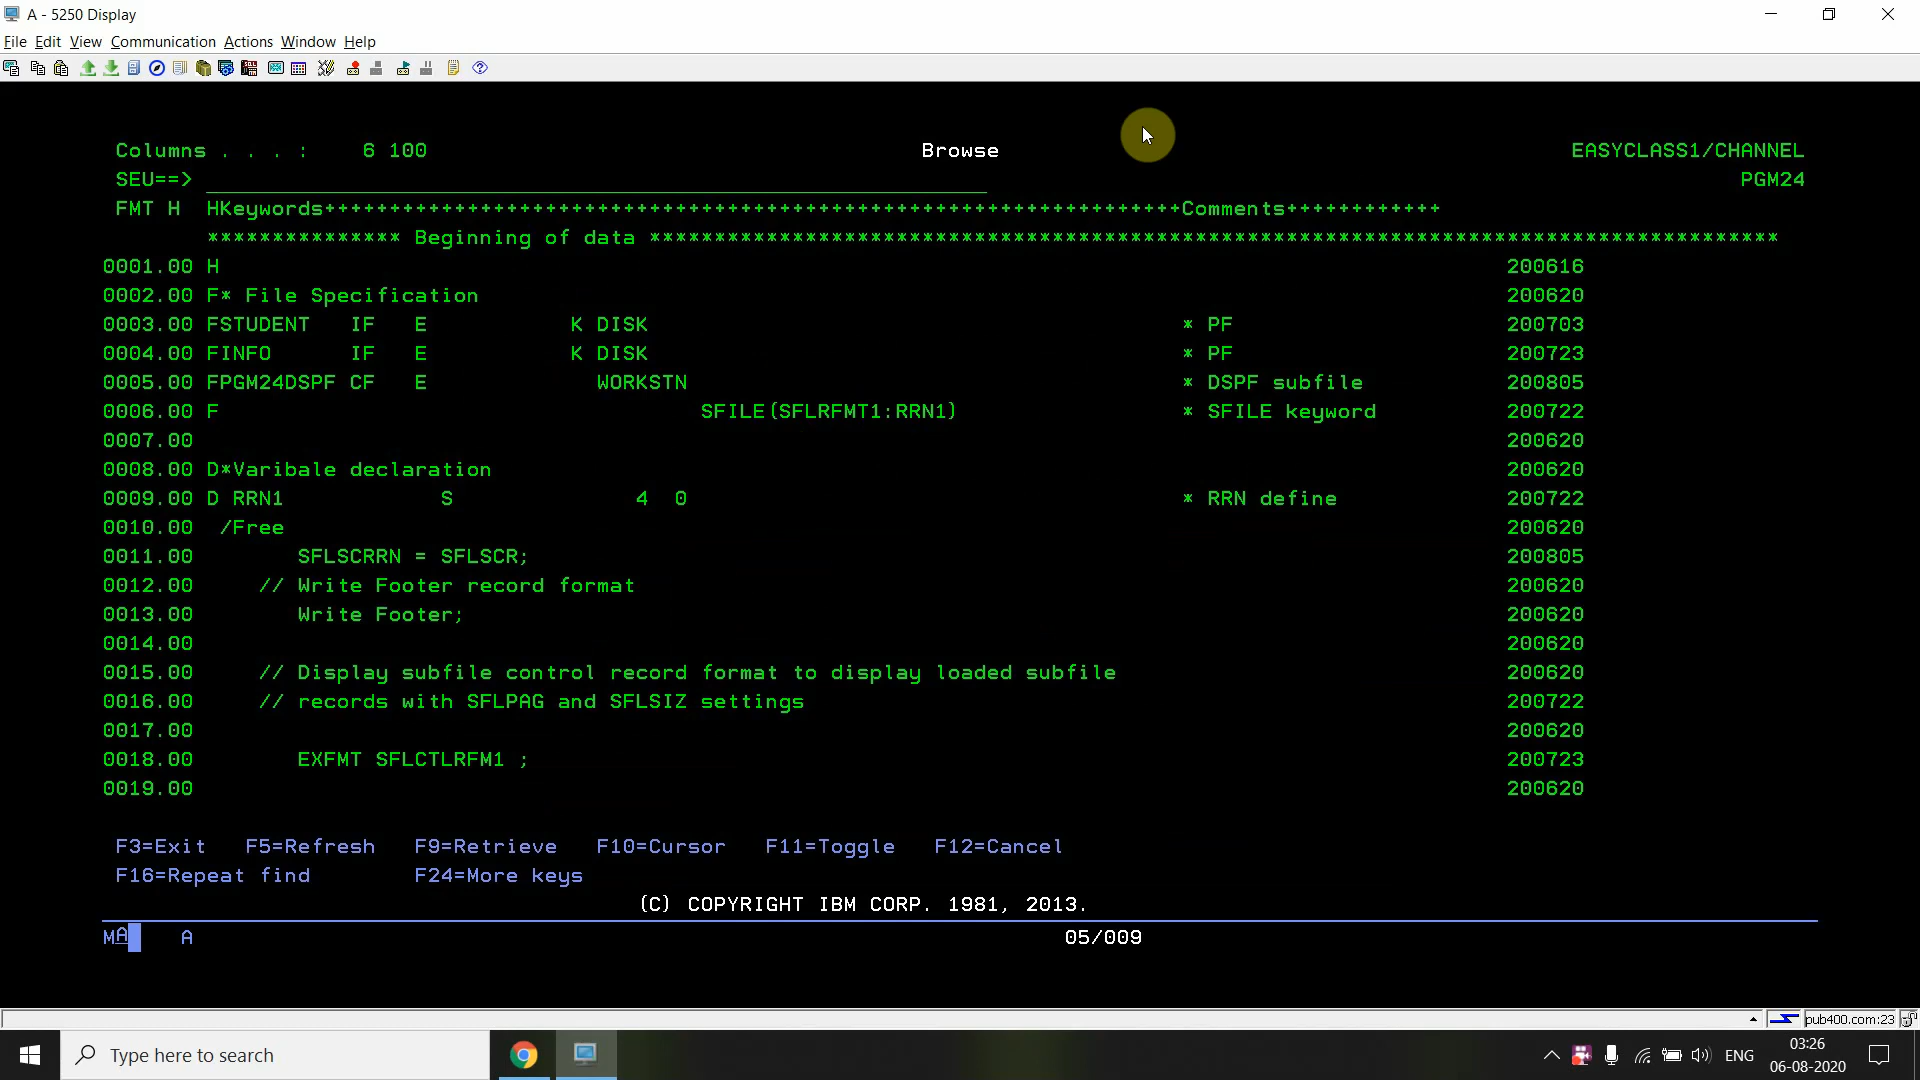 A - 5250 Display
File Edit View Communication Actions Window Help
Columns . . . : 6 100 Browse EASYCLASS1/CHANNEL
SEU==> PGM24
FMT H HKeywords++++++++++++++++++++++++++++++++++++++++++++++++++++++++++++++++++Comments++++++++++++
*************** Beginning of data ***************************************************************************************
0001.00 H 200616
0002.00 F* File Specification 200620
0003.00 FSTUDENT IF E K DISK * PF 200703
0004.00 FINFO IF E K DISK * PF 200723
0005.00 FPGM24DSPF CF E WORKSTN * DSPF subfile 200805
0006.00 F SFILE(SFLRFMT1:RRN1) * SFILE keyword 200722
0007.00 200620
0008.00 D*Varibale declaration 200620
0009.00 D RRN1 S 4 0 * RRN define 200722
0010.00 /Free 200620
0011.00 SFLSCRRN = SFLSCR; 200805
0012.00 // Write Footer record format 200620
0013.00 Write Footer; 200620
0014.00 200620
0015.00 // Display subfile control record format to display loaded subfile 200620
0016.00 // records with SFLPAG and SFLSIZ settings 200722
0017.00 200620
0018.00 EXFMT SFLCTLRFM1 ; 200723
0019.00 200620
F3=Exit F5=Refresh F9=Retrieve F10=Cursor F11=Toggle F12=Cancel
F16=Repeat find F24=More keys
(C) COPYRIGHT IBM CORP. 1981, 2013.
MA A 05/009
pub400.com:23
Type here to search ENG 03:26
06-08-2020